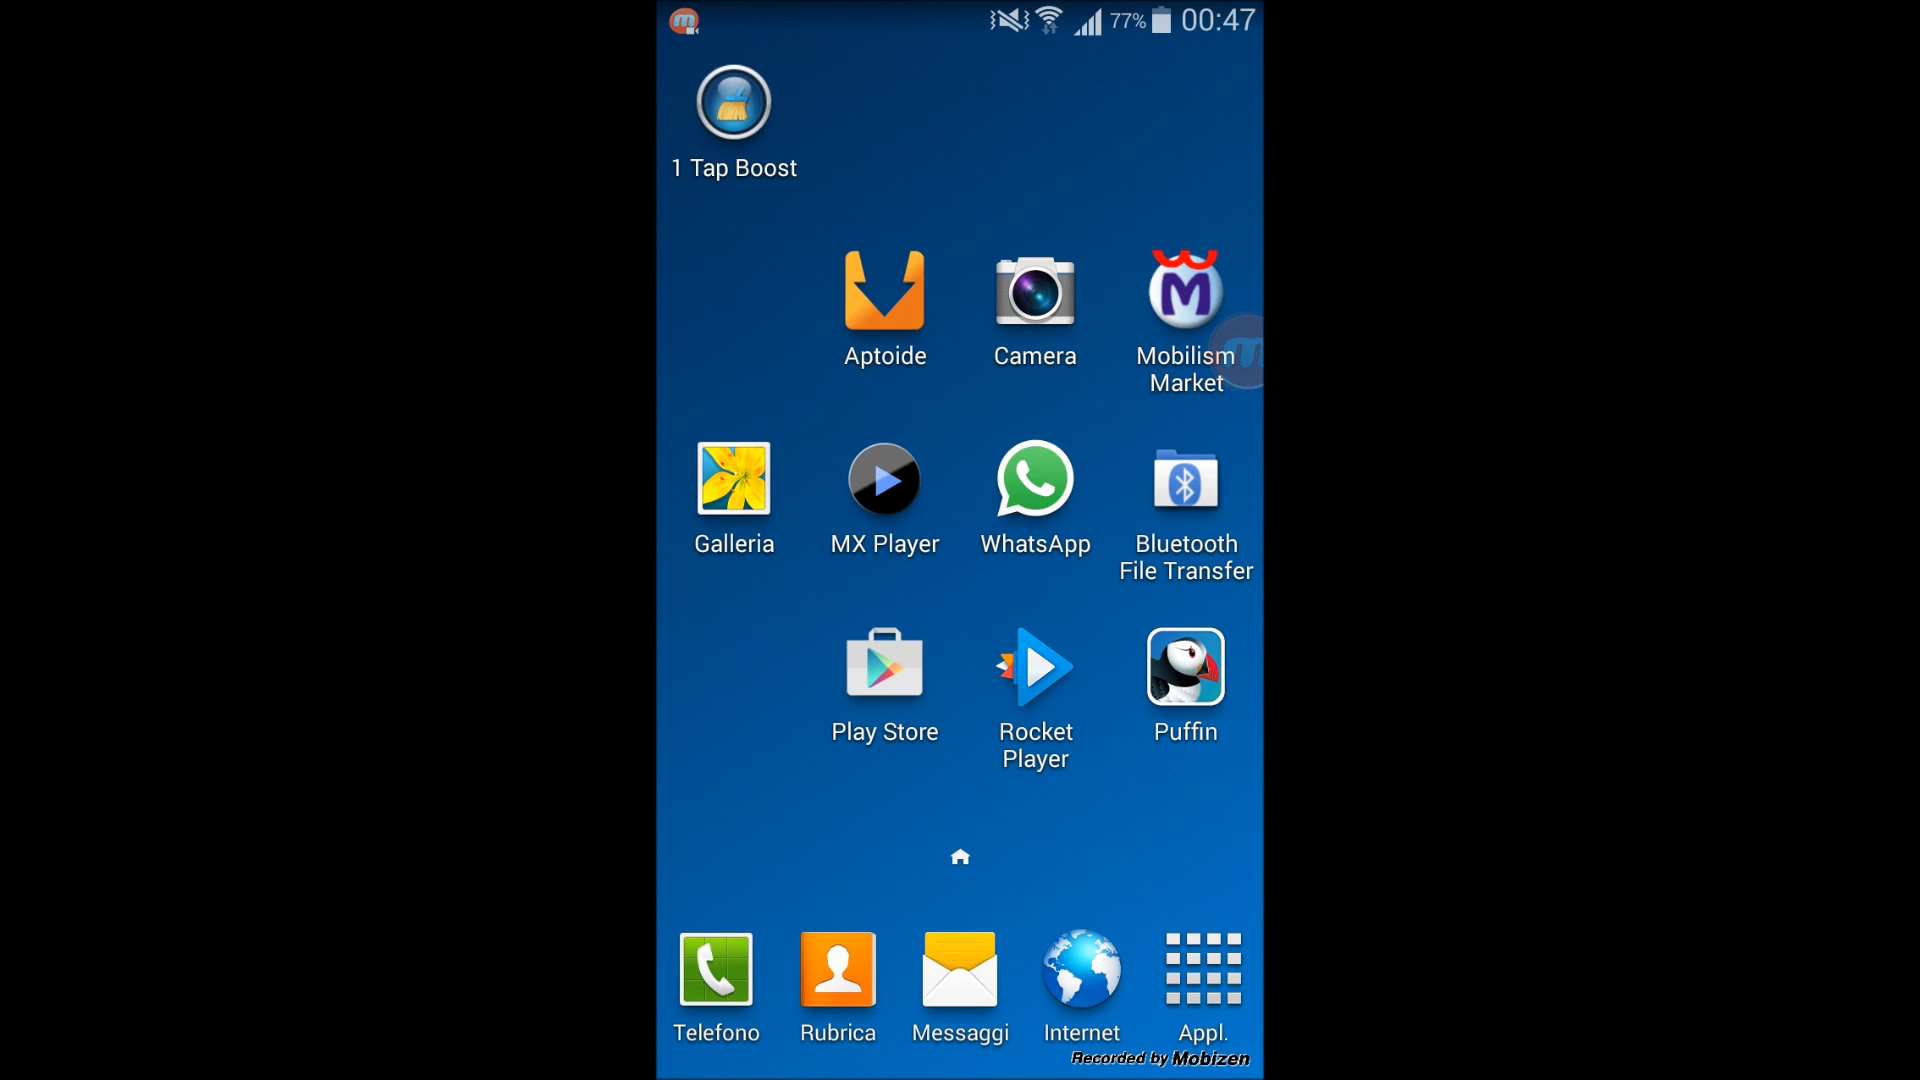 77% 00:47
1 Tap Boost
Aptoide
Camera
Mobilism
Market
Galleria
MX Player
WhatsApp
Bluetooth
File Transfer
Play Store
Rocket
Player
Puffin
Telefono
Rubrica
Messaggi
Internet
Appl.
Recorded by Mobizen